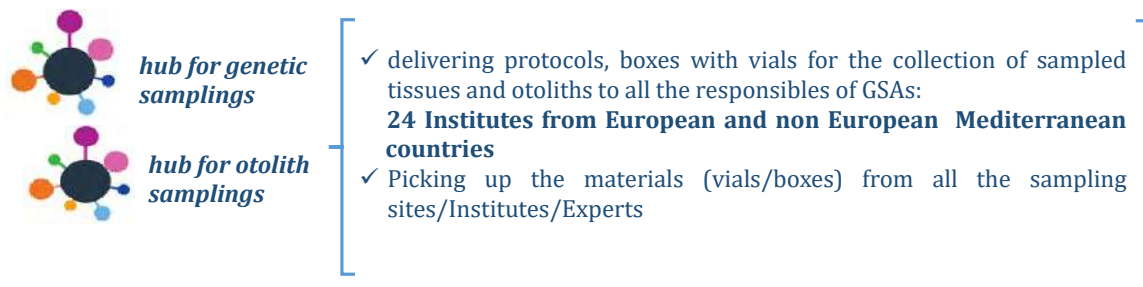 hub for genetic
samplings
hub for otolith
samplings
✓ delivering protocols, boxes with vials for the collection of sampled
tissues and otoliths to all the responsibles of GSAs:
24 Institutes from European and non European Mediterranean
countries
✓ Picking up the materials (vials/boxes) from all the sampling
sites/Institutes/Experts